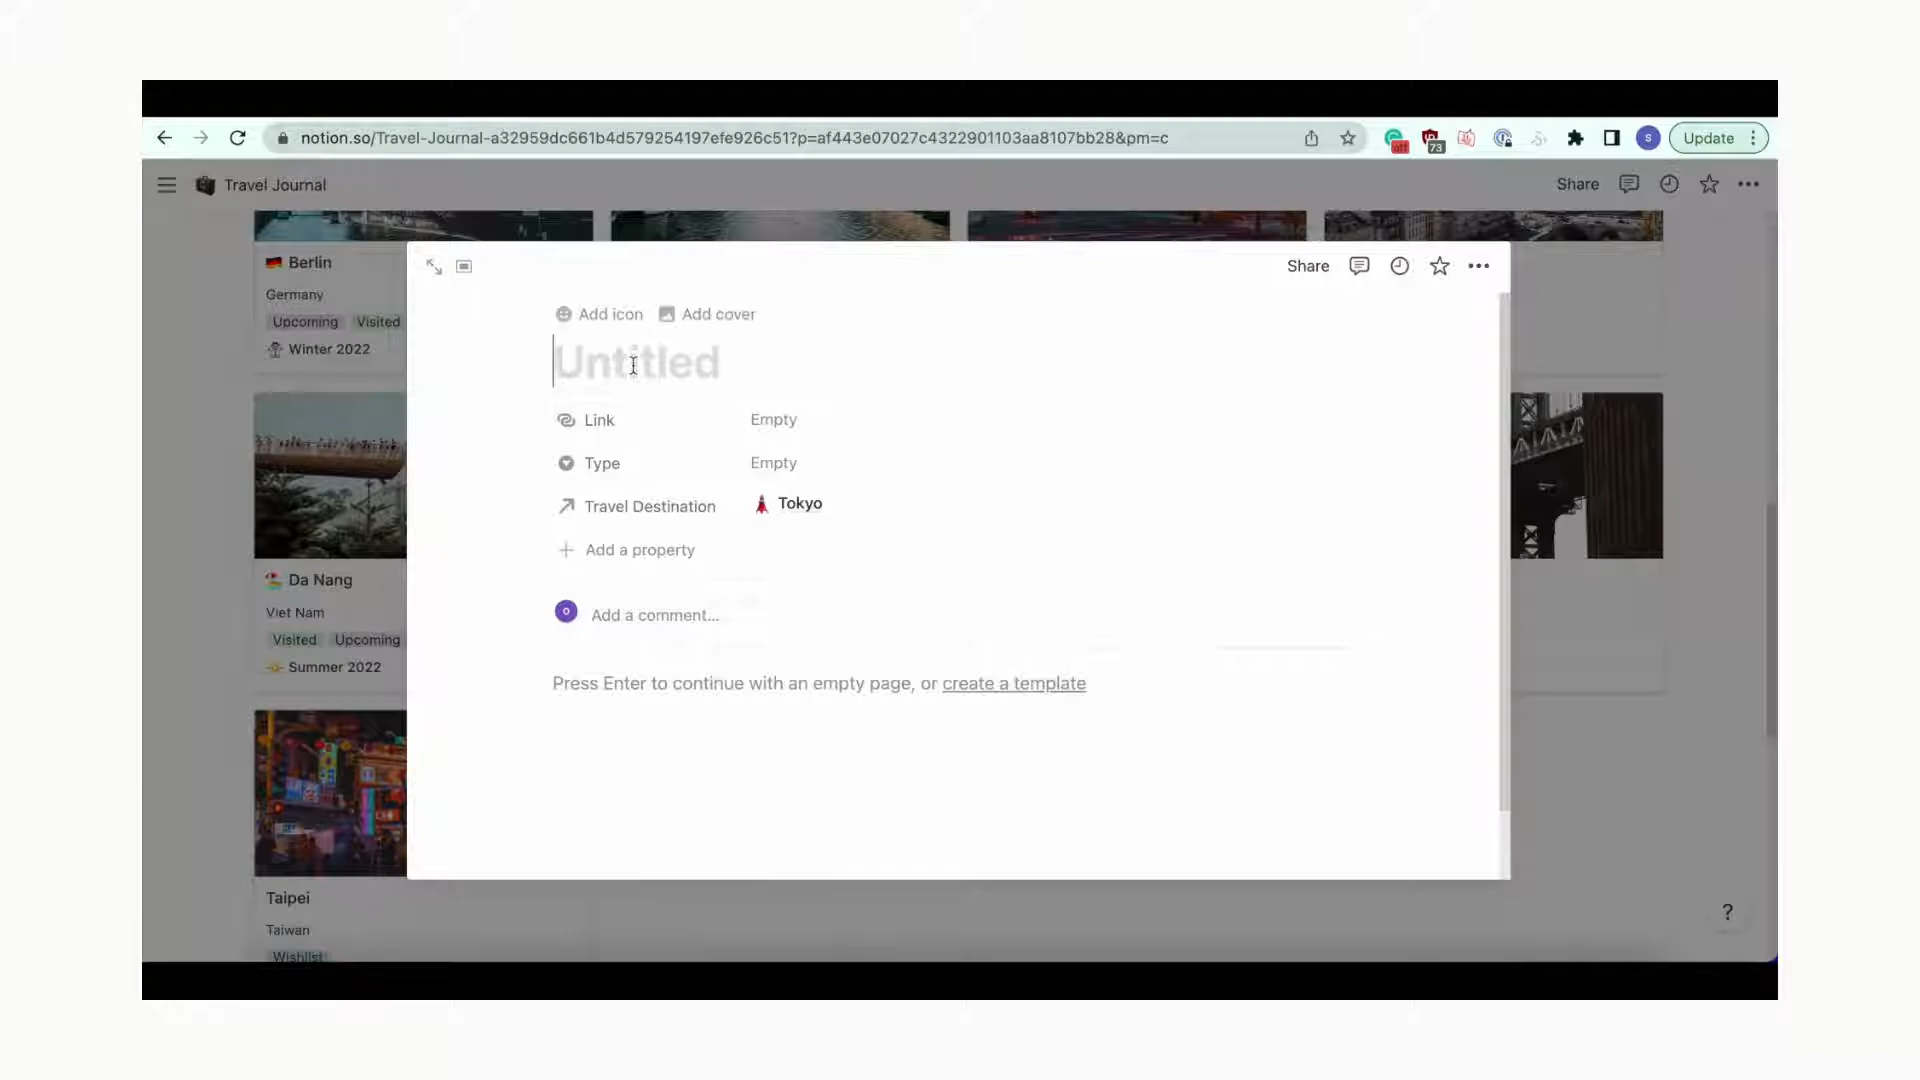 notion.so/Travel-Journal-a32959dc661b4d579254197efe926c51?p=af443e07027c4322901103aa8107bb28&pm=c
off
73
S
Update
Travel Journal
Share
Berlin
Germany
Upcoming Visited
Winter 2022
Da Nang
Viet Nam
Visited Upcoming
Summer 2022
Taipei
Taiwan
Wishlist
Share
Add icon Add cover
Untitled
Link Empty
Type Empty
Travel Destination Tokyo
Add a property
O Add a comment...
Press Enter to continue with an empty page, or create a template
?